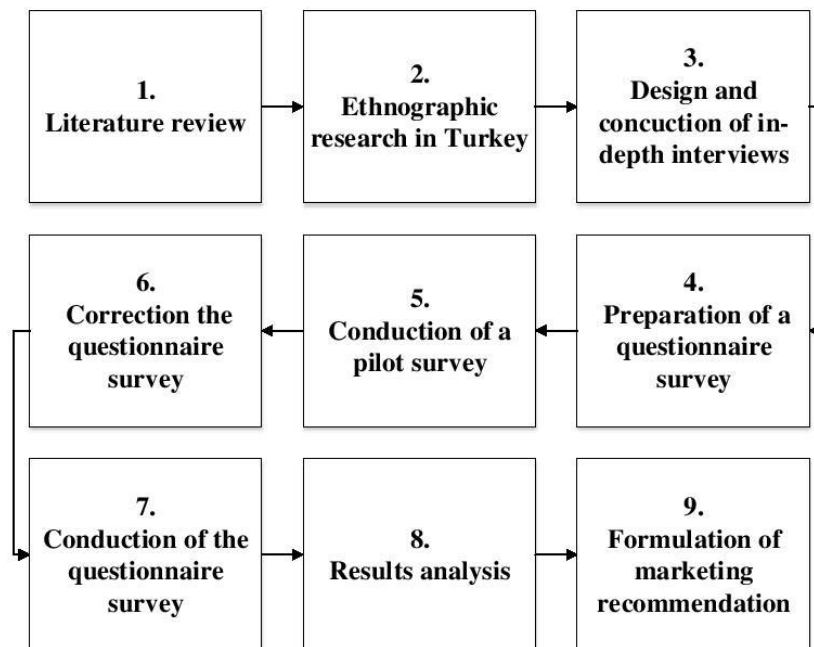 1.
Literature review
2.
Ethnographic
research in Turkey
3.
Design and
concuction of in-
depth interviews
4.
Preparation of a
questionnaire
survey
5.
Conduction of a
pilot survey
6.
Correction the
questionnaire
survey
7.
Conduction of the
questionnaire
survey
8.
Results analysis
9.
Formulation of
marketing
recommendation